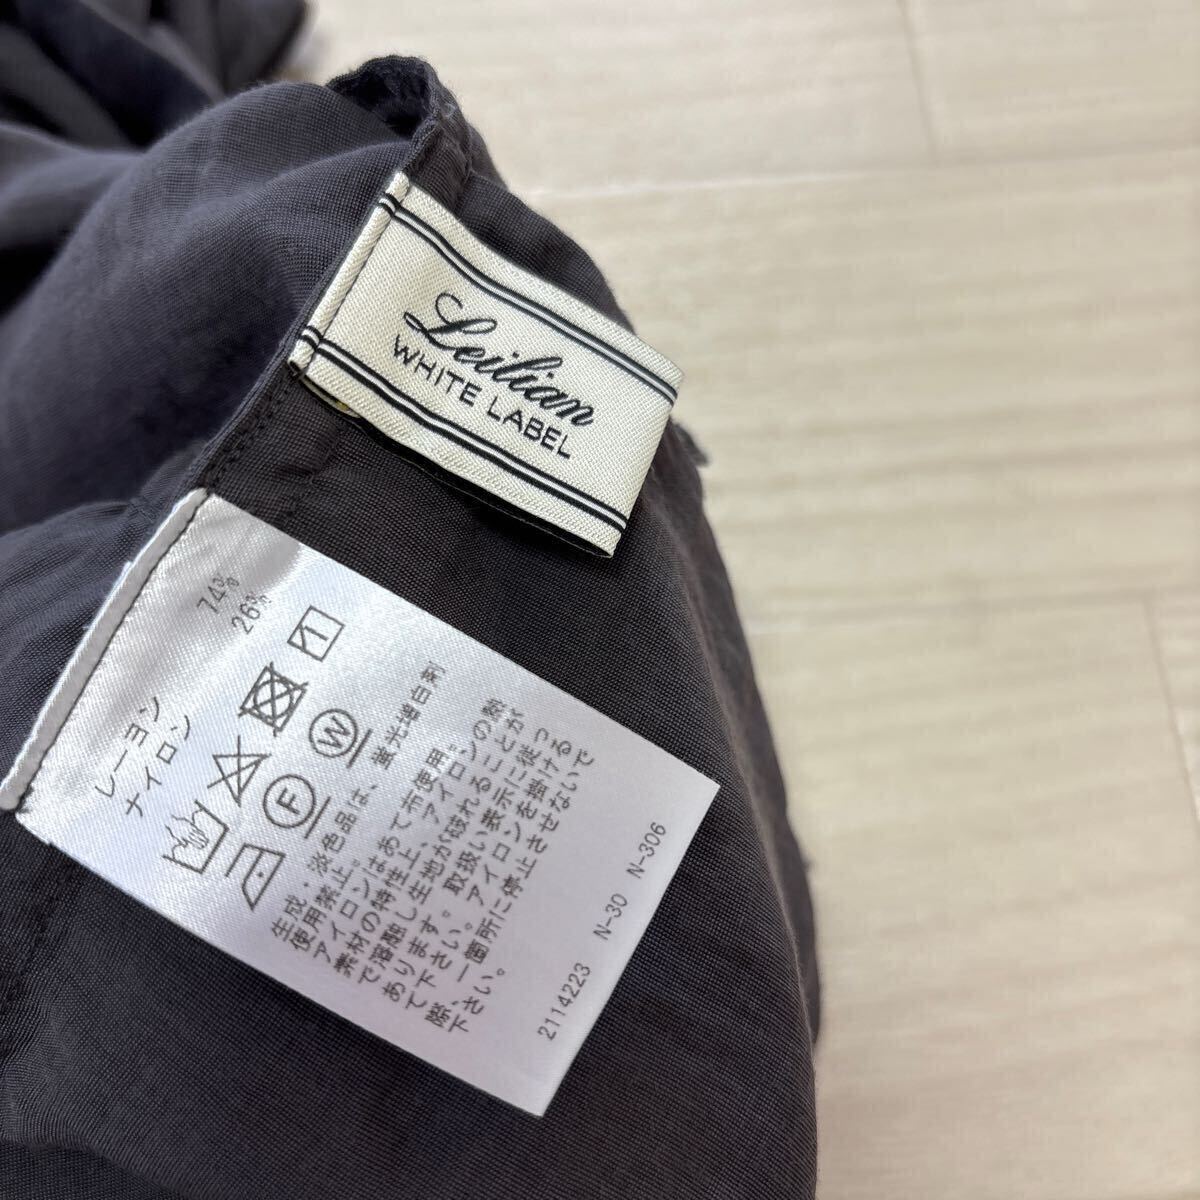 Leilian
WHITE LABEL
レーヨン 74%
ナイロン 26%
W
F
生成・淡色品は、蛍光増白剤
使用禁止。
アイロンはあて布使用。
素材の特性上、アイロンの熱
で溶融し生地が破れることが
あります。取扱い表示に従っ
て下さい。アイロンを掛ける
際、一箇所に停止させないで
下さい。
2114223 N-30 N-306